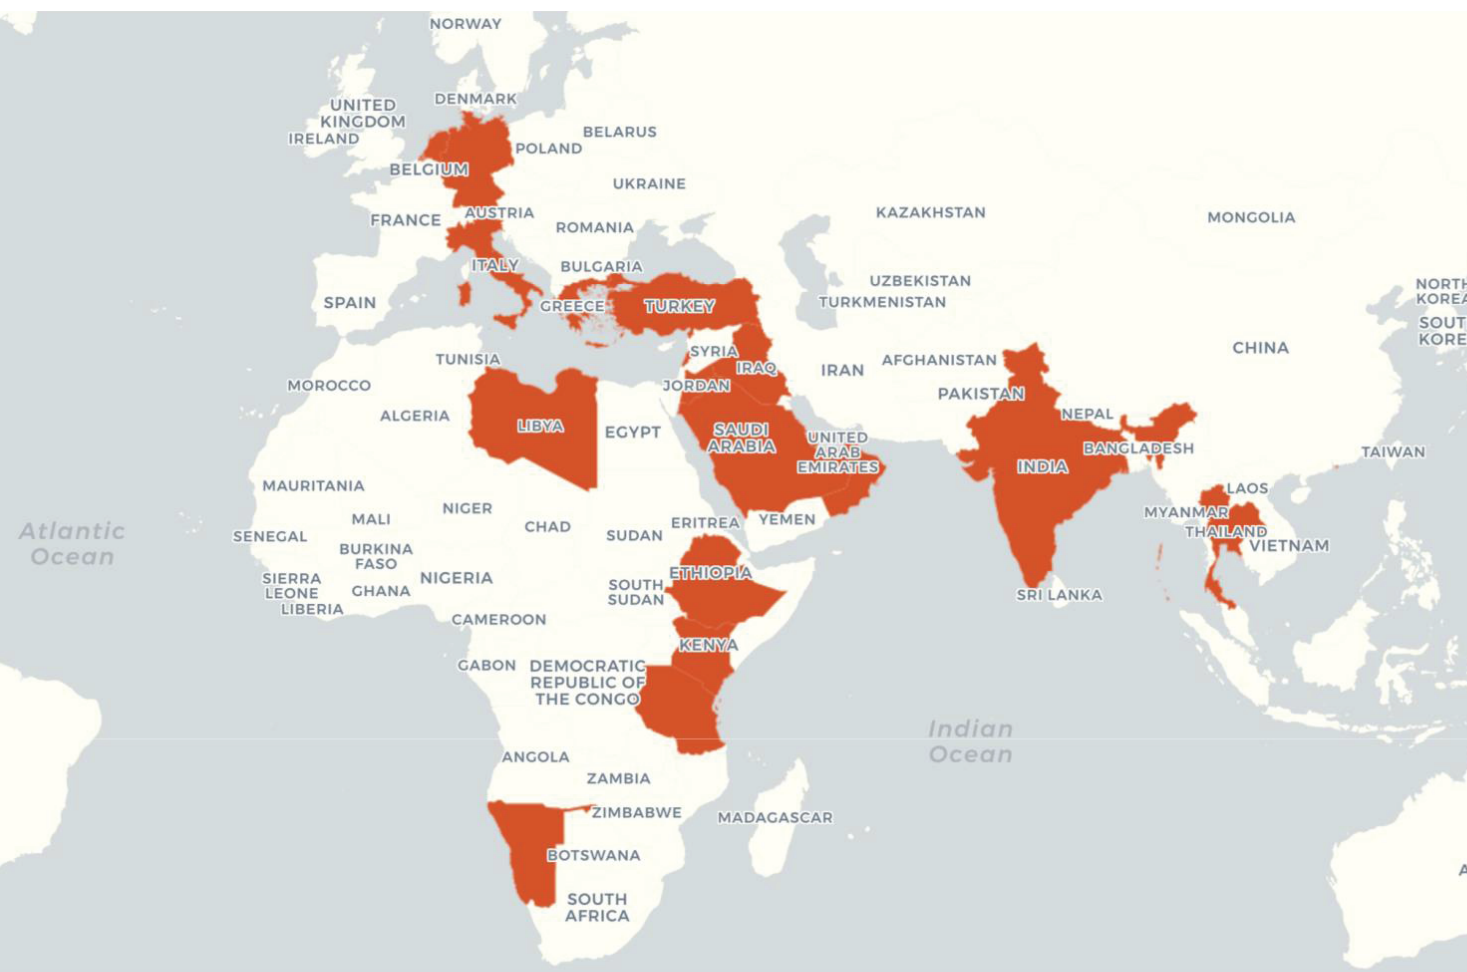 NORWAY
DENMARK
UNITED
KINGDOM
IRELAND
BELARUS
POLAND
BELGIUM
UKRAINE
FRANCE
AUSTRIA
KAZAKHSTAN
MONGOLIA
ROMANIA
ITALY
BULGARIA
UZBEKISTAN
SPAIN
GREECE
TURKEY
TURKMENISTAN
NORTH
KOREA
SOUT
KORE
TUNISIA
SYRIA
IRAQ
IRAN
AFGHANISTAN
CHINA
MOROCCO
JORDAN
PAKISTAN
ALGERIA
LIBYA
EGYPT
SAUDI
ARABIA
UNITED
ARAB
EMIRATES
NEPAL
BANGLADESH
TAIWAN
INDIA
MAURITANIA
MALI
NIGER
CHAD
SUDAN
ERITREA
YEMEN
LAOS
MYANMAR
THAILAND
VIETNAM
Atlantic
Ocean
SENEGAL
BURKINA
FASO
SIERRA
LEONE
LIBERIA
GHANA
NIGERIA
SOUTH
SUDAN
ETHIOPIA
SRI LANKA
CAMEROON
KENYA
GABON
DEMOCRATIC
REPUBLIC OF
THE CONGO
Indian
Ocean
ANGOLA
ZAMBIA
ZIMBABWE
MADAGASCAR
BOTSWANA
SOUTH
AFRICA
A